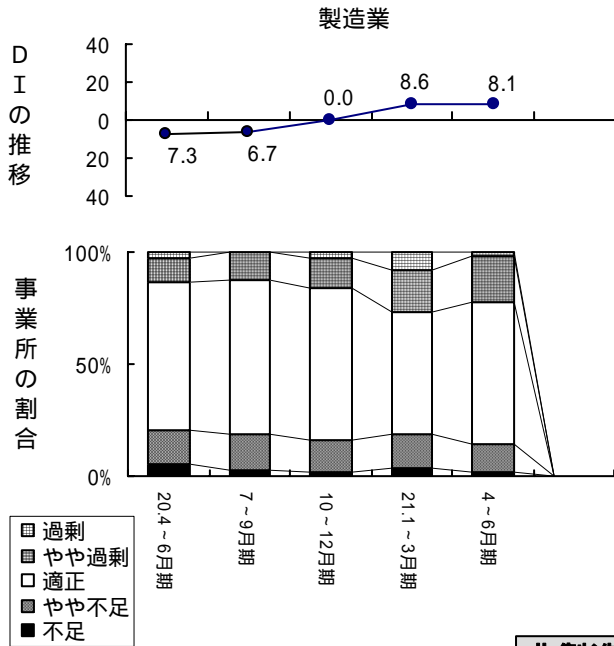 製造業
DIの推移
40
20
0
20
40
7.3
6.7
0.0
8.6
8.1
事業所の割合
100%
50%
0%
20.4~6月期
7~9月期
10~12月期
21.1~3月期
4~6月期
過剰
やや過剰
適正
やや不足
不足